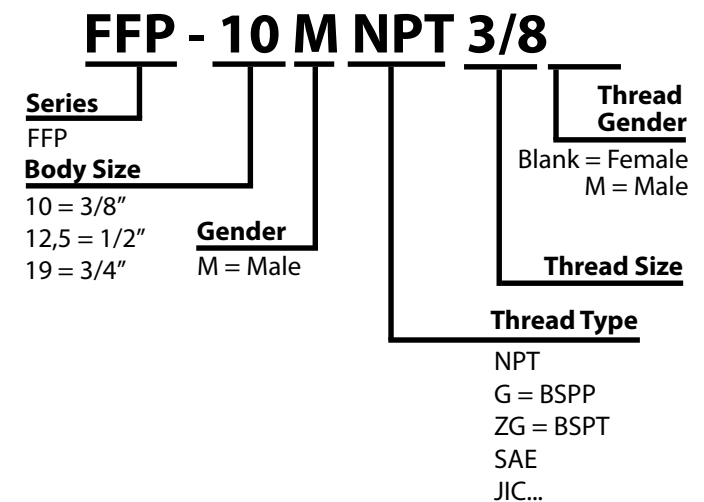 FFP - 10 M NPT 3/8
Series
FFP
Body Size
10 = 3/8”
12,5 = 1/2”
19 = 3/4”
Gender
M = Male
Thread
Gender
Blank = Female
M = Male
Thread Size
Thread Type
NPT
G = BSPP
ZG = BSPT
SAE
JIC...